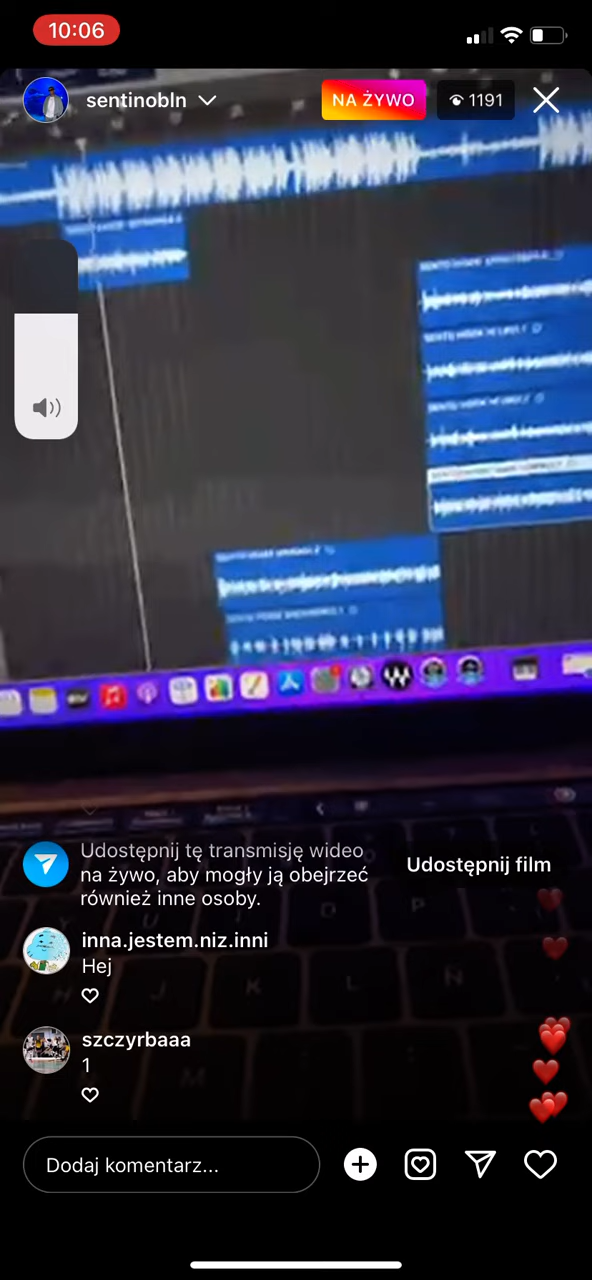 10:06
sentinobln
NA ŻYWO
1191
Udostępnij tę transmisję wideo
na żywo, aby mogły ją obejrzeć
również inne osoby.
Udostępnij film
inna.jestem.niz.inni
Hej
szczyrbaaa
1
Dodaj komentarz...